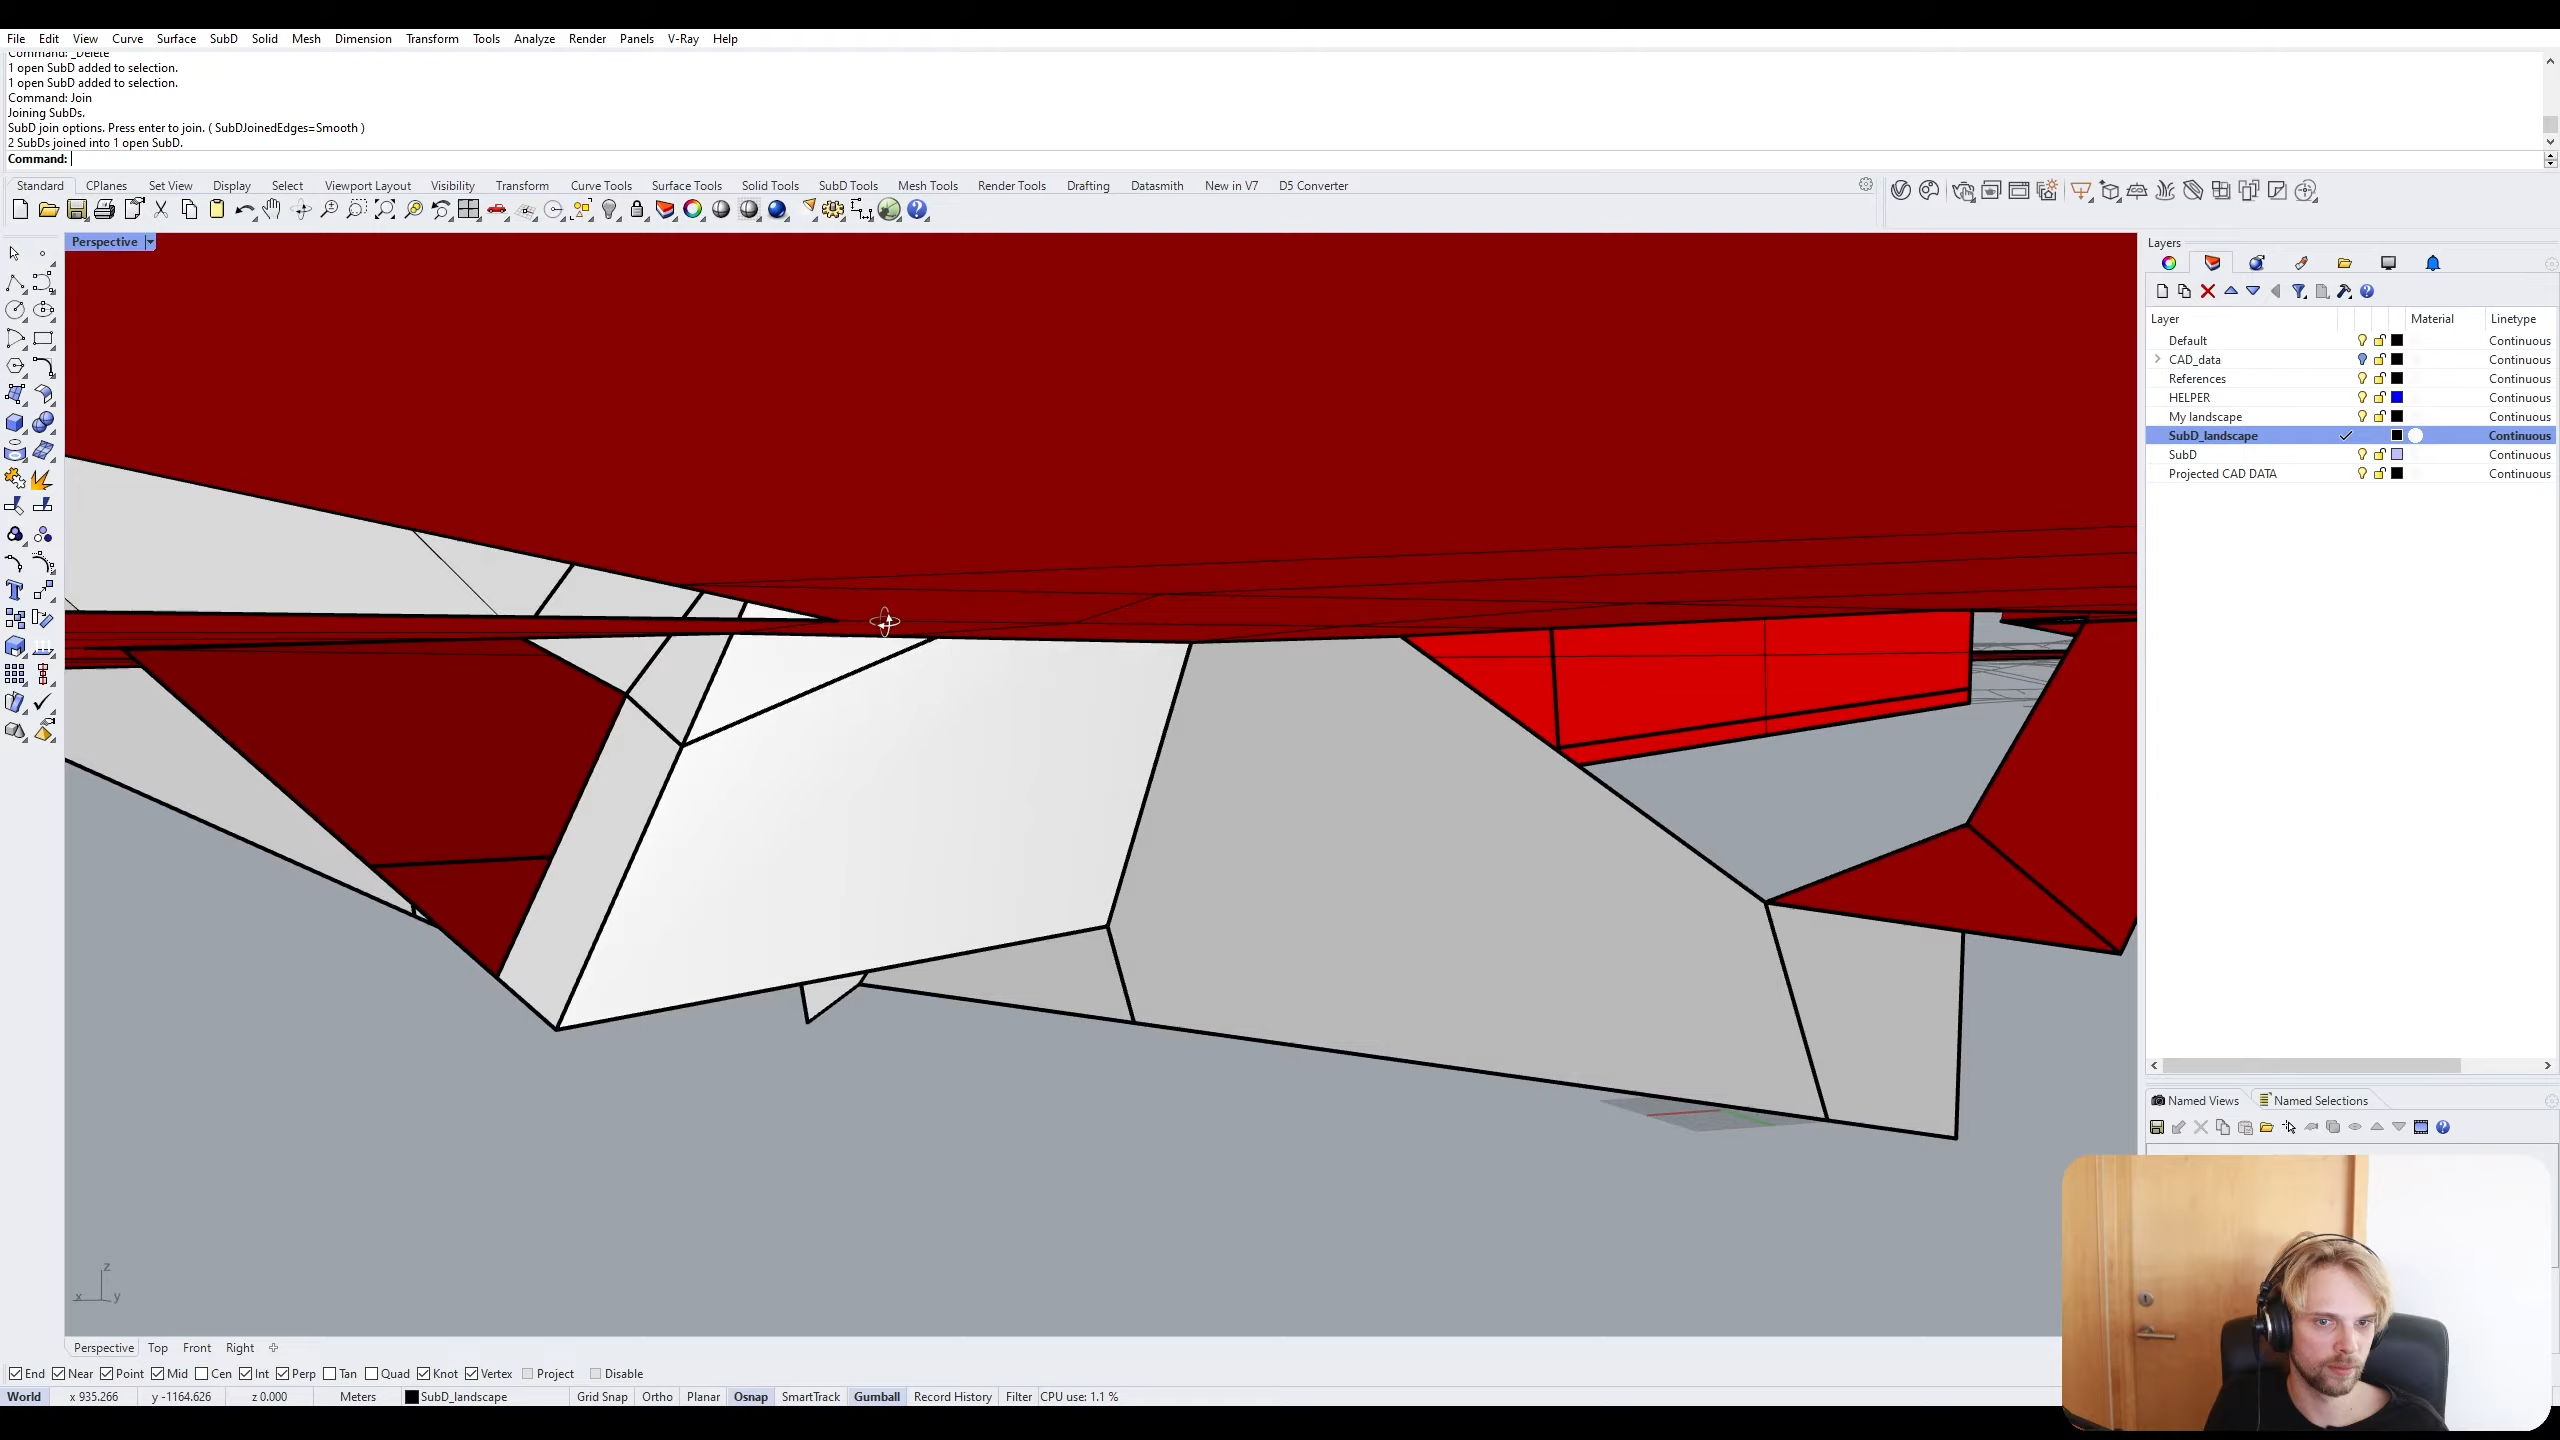 File Edit View Curve Surface SubD Solid Mesh Dimension Transform Tools Analyze Render Panels V-Ray Help
Command: _Delete
1 open SubD added to selection.
1 open SubD added to selection.
Command: Join
Joining SubDs.
SubD join options. Press enter to join. ( SubDJoinedEdges=Smooth )
2 SubDs joined into 1 open SubD.
Command:
Standard CPlanes Set View Display Select Viewport Layout Visibility Transform Curve Tools Surface Tools Solid Tools SubD Tools Mesh Tools Render Tools Drafting Datasmith New in V7 D5 Converter
Perspective
Layers
Layer Material Linetype
Default Continuous
CAD_data Continuous
References Continuous
HELPER Continuous
My landscape Continuous
SubD_landscape Continuous
SubD Continuous
Projected CAD DATA Continuous
Named Views Named Selections
z
x y
Perspective Top Front Right
End Near Point Mid Cen Int Perp Tan Quad Knot Vertex Project Disable
World x 935.266 y -1164.626 z 0.000 Meters SubD_landscape Grid Snap Ortho Planar Osnap SmartTrack Gumball Record History Filter CPU use: 1.1 %